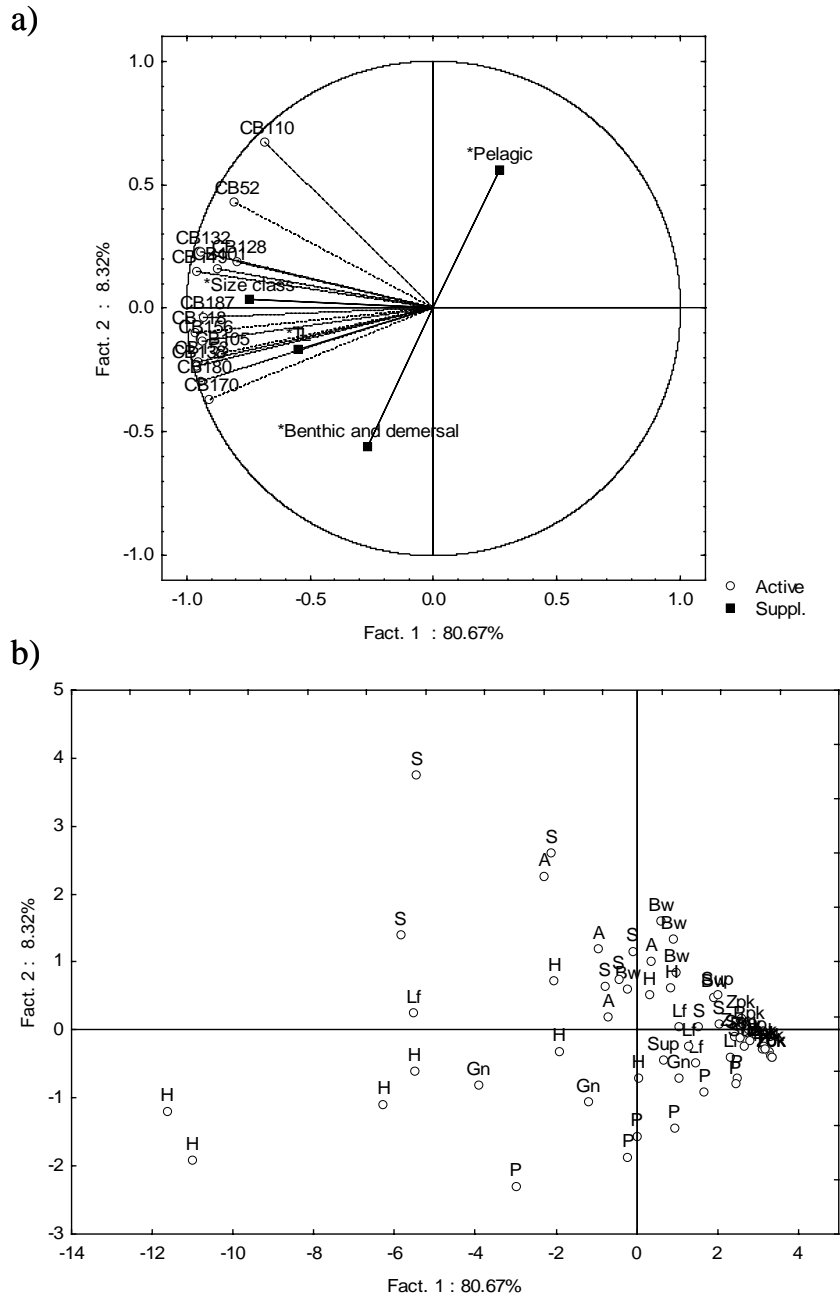 a)
1.0
CB110
*Pelagic
0.5
CB52
CB132
CB128
*Size class
0.0
CB187
*TL
CB105
CB180
CB170
-0.5
*Benthic and demersal
-1.0
-1.0 -0.5 0.0 0.5 1.0
Fact. 2 : 8.32%
Fact. 1 : 80.67%
Active
Suppl.
b)
5
4
S
3
S
A
2
Bw
S
A S Bw
1
A
Bw
H
S S Bw H H
Sup
Lf
A
Zpk
Lf S S
0
H
Sup Lf Lf
H
Gn H Gn
P
-1
H
H
Gn
P
P
H
P
-2
P
-3
-14 -12 -10 -8 -6 -4 -2 0 2 4
Fact. 2 : 8.32%
Fact. 1 : 80.67%